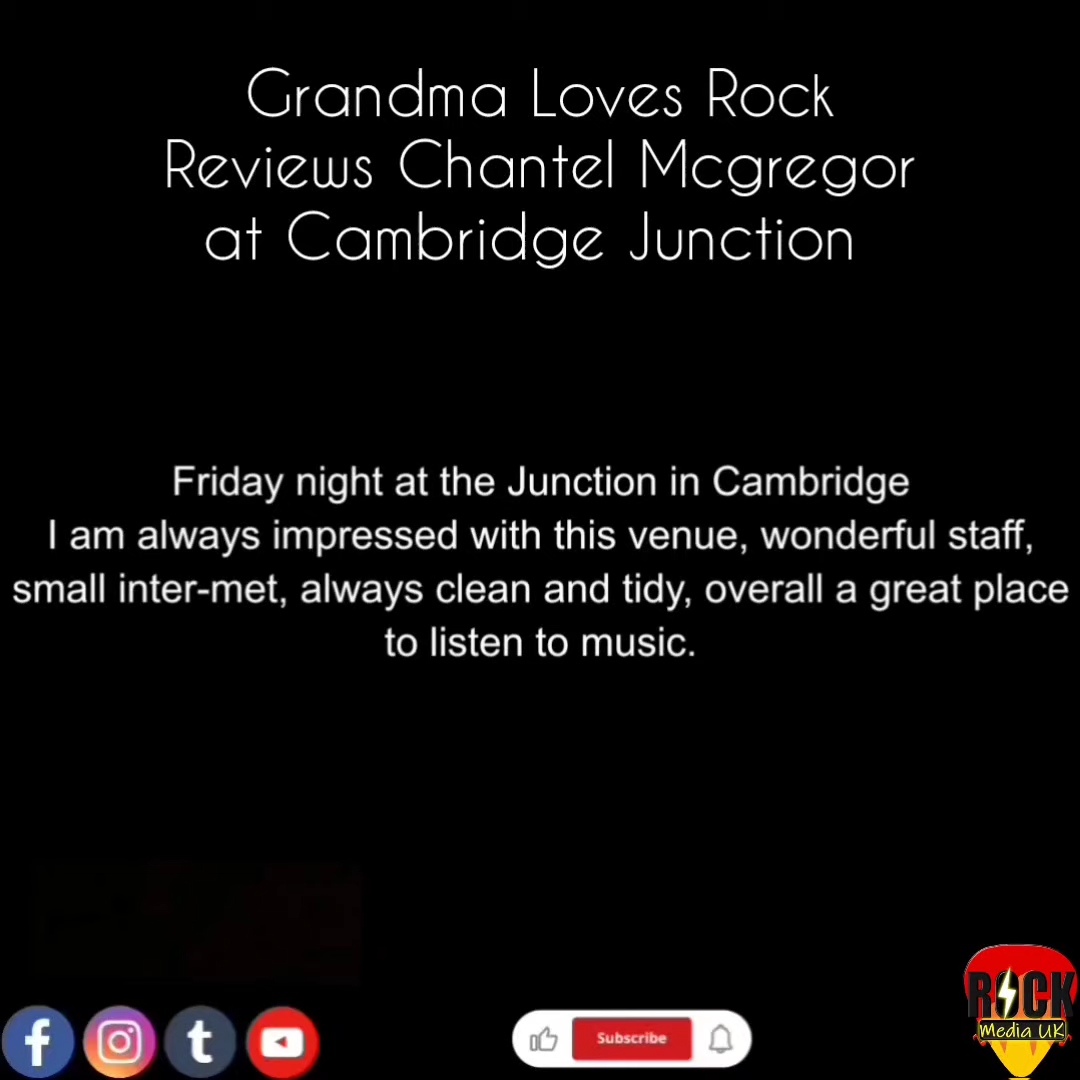 Grandma Loves Rock
Reviews Chantel Mcgregor
at Cambridge Junction
Friday night at the Junction in Cambridge
I am always impressed with this venue, wonderful staff,
small inter-met, always clean and tidy, overall a great place
to listen to music.
Subscribe
ROCK
Media UK